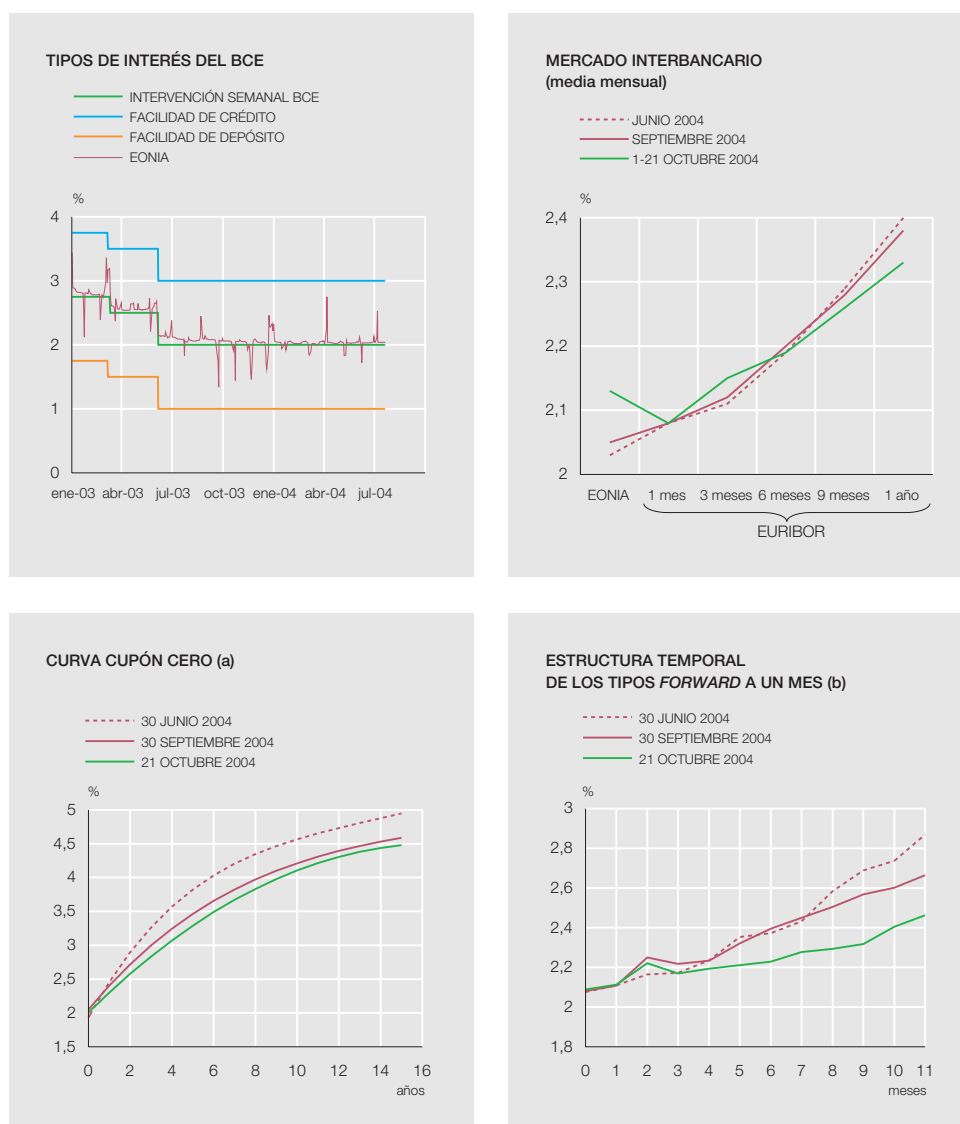 TIPOS DE INTERÉS DEL BCE
INTERVENCIÓN SEMANAL BCE
FACILIDAD DE CRÉDITO
FACILIDAD DE DEPÓSITO
EONIA
%
4
3
2
1
0
ene-03 abr-03 jul-03 oct-03 ene-04 abr-04 jul-04
MERCADO INTERBANCARIO
(media mensual)
JUNIO 2004
SEPTIEMBRE 2004
1-21 OCTUBRE 2004
%
2,4
2,3
2,2
2,1
2
EONIA 1 mes 3 meses 6 meses 9 meses 1 año
EURIBOR
CURVA CUPÓN CERO (a)
30 JUNIO 2004
30 SEPTIEMBRE 2004
21 OCTUBRE 2004
%
5
4,5
4
3,5
3
2,5
2
1,5
0 2 4 6 8 10 12 14 16
años
ESTRUCTURA TEMPORAL
DE LOS TIPOS FORWARD A UN MES (b)
30 JUNIO 2004
30 SEPTIEMBRE 2004
21 OCTUBRE 2004
%
3
2,8
2,6
2,4
2,2
2
1,8
0 1 2 3 4 5 6 7 8 9 10 11
meses